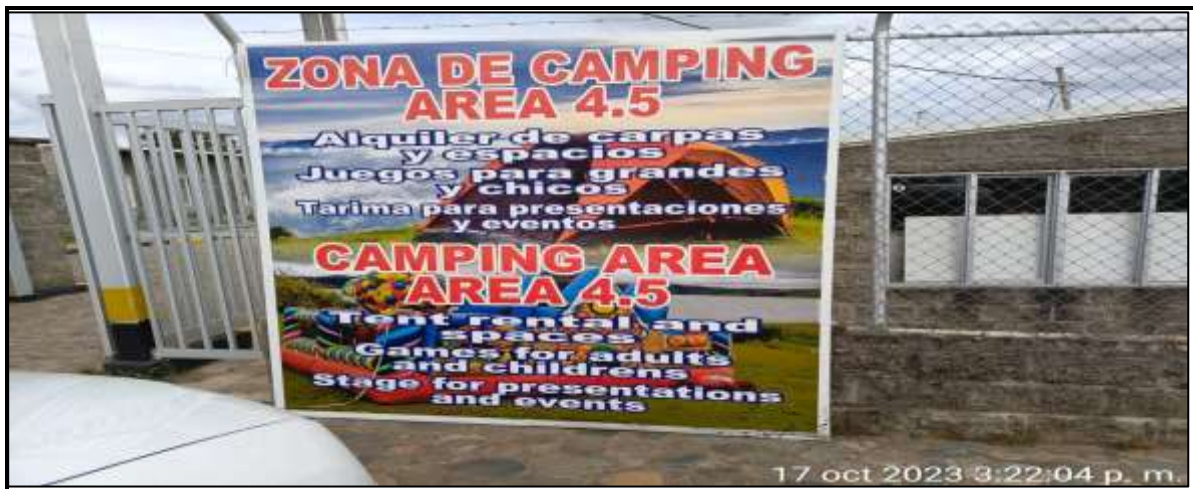 ZONA DE CAMPING
AREA 4.5
Alquiler de carpas
y espacios
Juegos para grandes
y chicos
Tarima para presentaciones
y eventos
CAMPING AREA
AREA 4.5
Tent rental and
spaces
Games for adults
and childrens
Stage for presentations
and events
17 oct 2023 3:22:04 p. m.